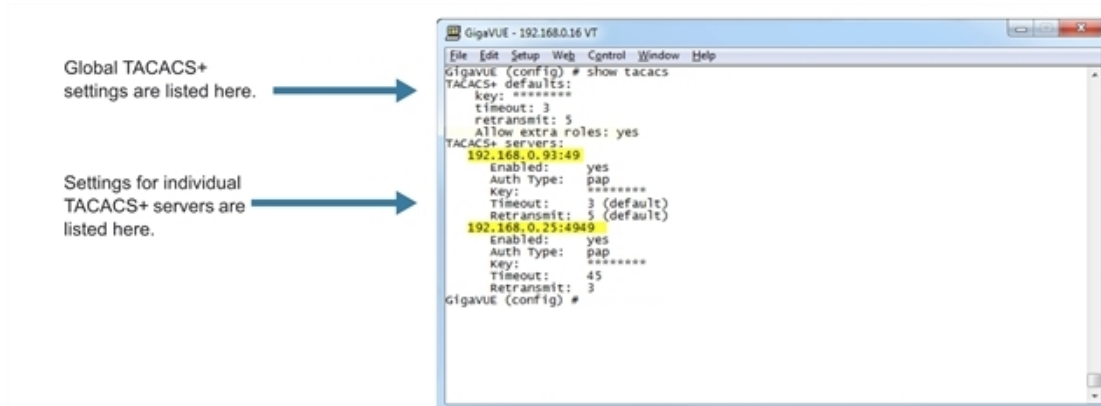 Global TACACS+
settings are listed here.
Settings for individual
TACACS+ servers are
listed here.
GigaVUE - 192.168.0.16 VT
File Edit Setup Web Control Window Help
GigaVUE (config) # show tacacs
TACACS+ defaults:
key: ********
timeout: 3
retransmit: 5
Allow extra roles: yes
TACACS+ servers:
192.168.0.93:49
Enabled: yes
Auth Type: pap
Key: ********
Timeout: 3 (default)
Retransmit: 5 (default)
192.168.0.25:4949
Enabled: yes
Auth Type: pap
Key: ********
Timeout: 45
Retransmit: 3
GigaVUE (config) #